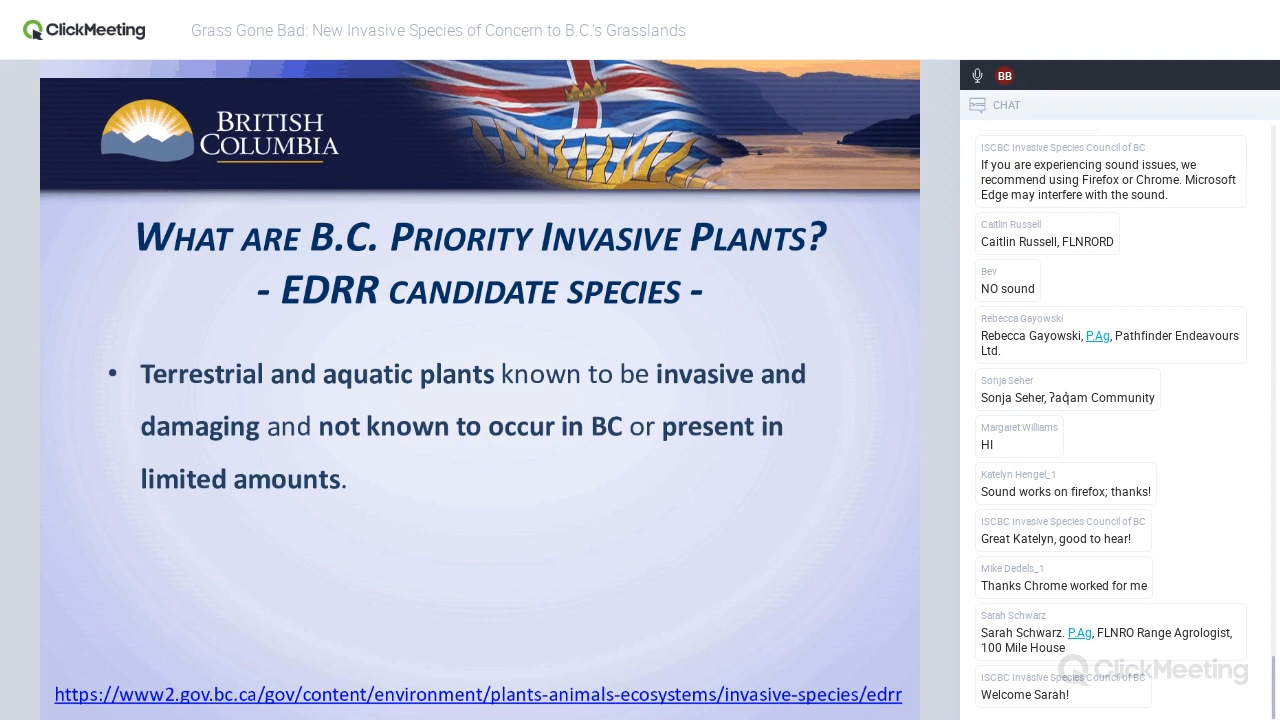 ClickMeeting
Grass Gone Bad: New Invasive Species of Concern to B.C.'s Grasslands
BRITISH
COLUMBIA
WHAT ARE B.C. PRIORITY INVASIVE PLANTS?
- EDRR CANDIDATE SPECIES -
• Terrestrial and aquatic plants known to be invasive and
damaging and not known to occur in BC or present in
limited amounts.
https://www2.gov.bc.ca/gov/content/environment/plants-animals-ecosystems/invasive-species/edrr
BB
CHAT
ISCBC Invasive Species Council of BC
If you are experiencing sound issues, we
recommend using Firefox or Chrome. Microsoft
Edge may interfere with the sound.
Caitlin Russell
Caitlin Russell, FLNRORD
Bev
NO sound
Rebecca Gayowski
Rebecca Gayowski, P.Ag, Pathfinder Endeavours
Ltd.
Sonja Seher
Sonja Seher, ʔaq̓am Community
Margaret Williams
HI
Katelyn Hengel_1
Sound works on firefox; thanks!
ISCBC Invasive Species Council of BC
Great Katelyn, good to hear!
Mike Dedels_1
Thanks Chrome worked for me
Sarah Schwarz
Sarah Schwarz. P.Ag, FLNRO Range Agrologist,
100 Mile House
ISCBC Invasive Species Council of BC
Welcome Sarah!
ClickMeeting